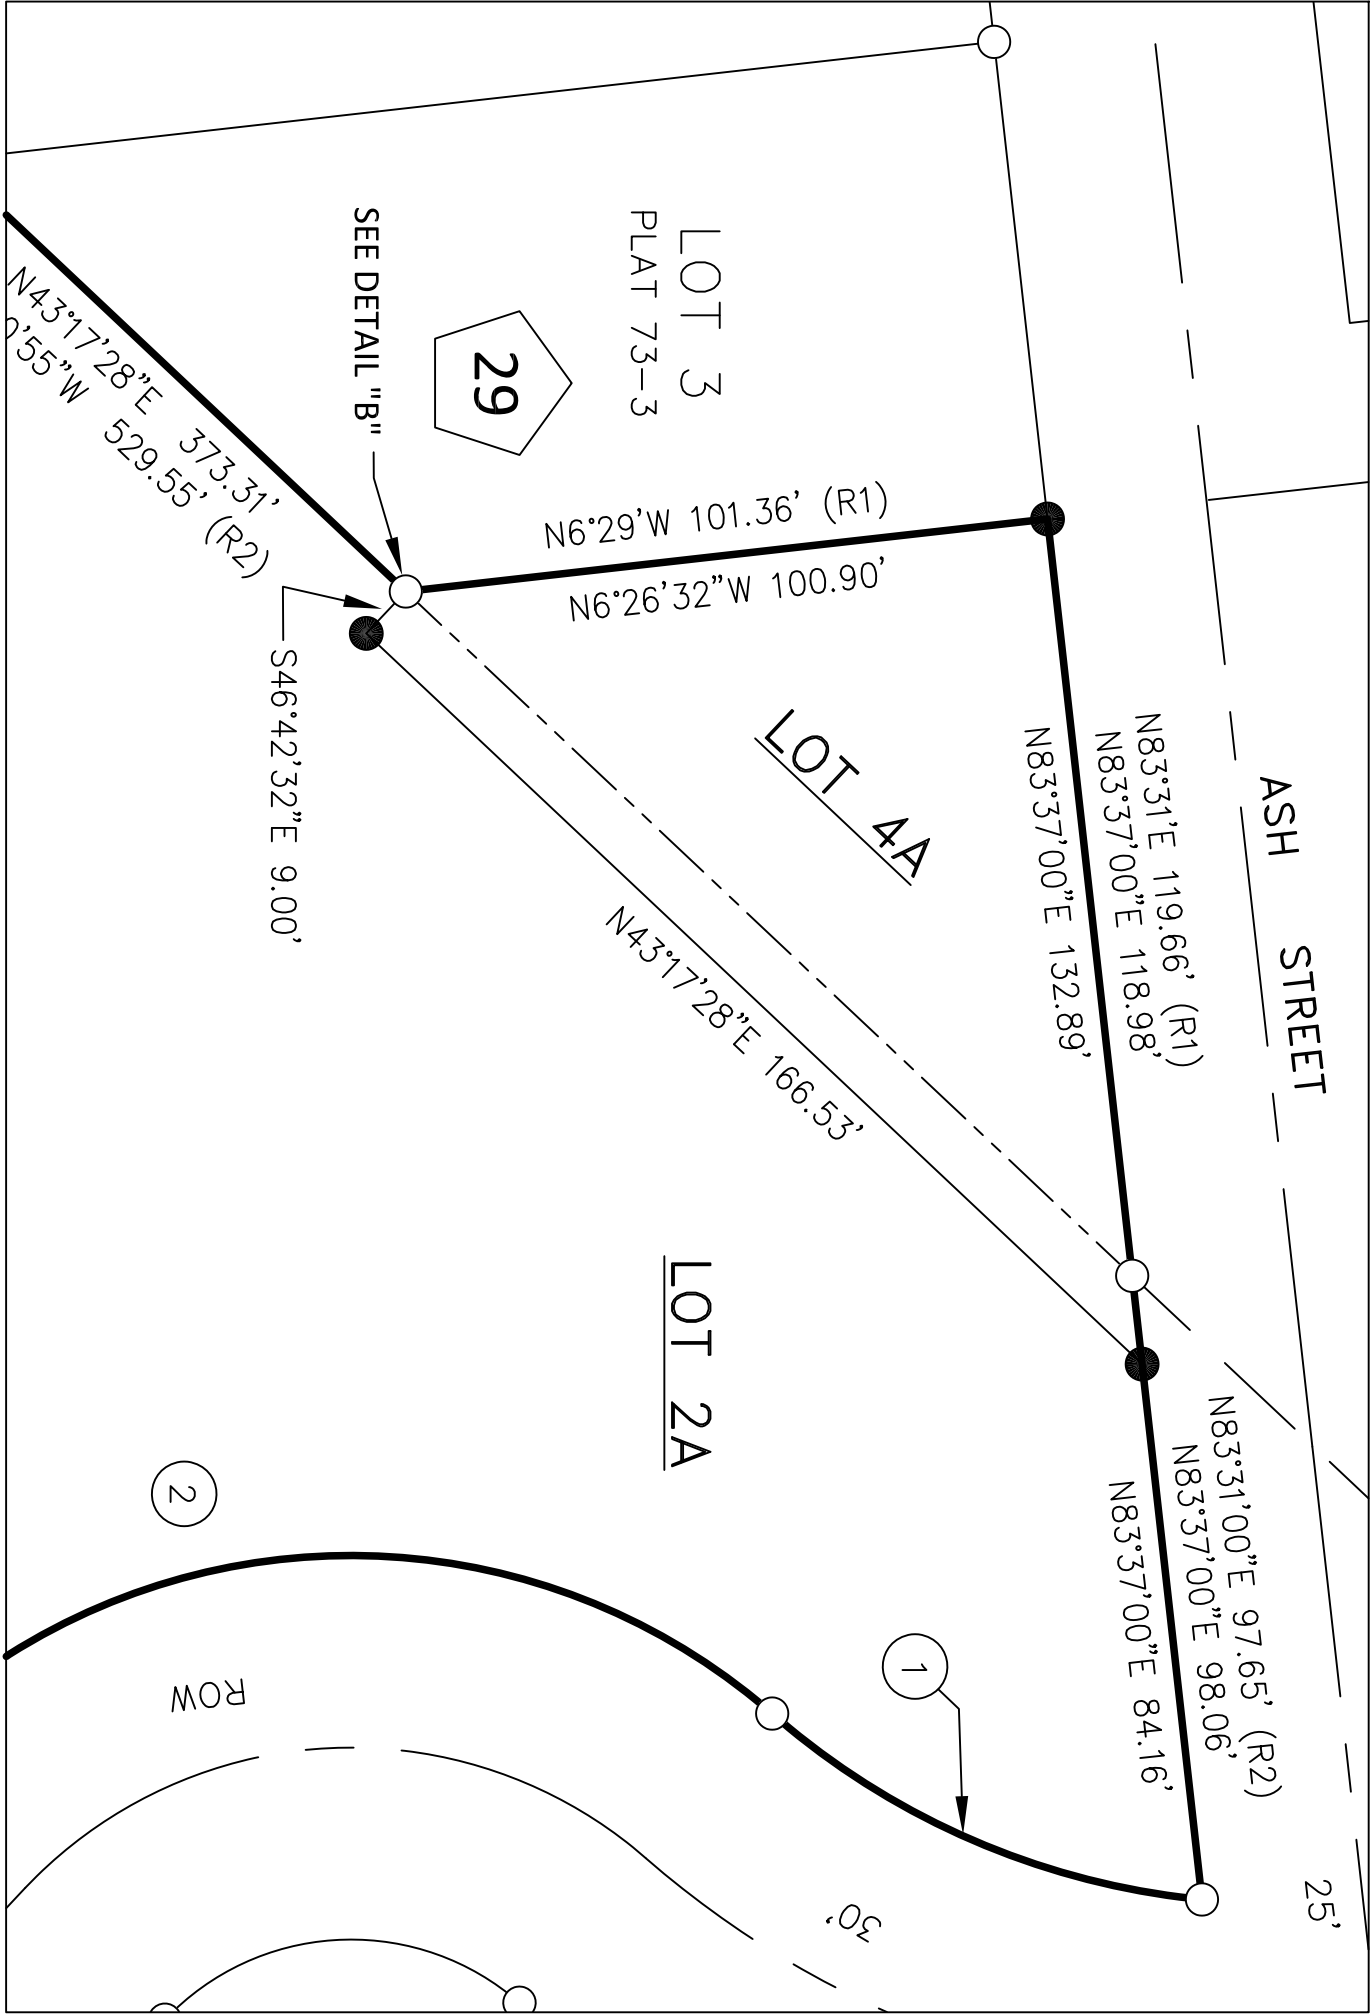 ASH STREET
25'
N83°31'E 119.66' (R1)
N83°37'00"E 118.98'
N83°37'00"E 132.89'
N83°31'00"E 97.65' (R2)
N83°37'00"E 98.06'
N83°37'00"E 84.16'
LOT 3
PLAT 73-3
29
SEE DETAIL "B"
N6°29'W 101.36' (R1)
N6°26'32"W 100.90'
LOT 4A
N43°17'28"E 166.53'
LOT 2A
1
30'
S46°42'32"E 9.00'
N43°17'28"E 373.31'
0'55"W 529.55' (R2)
2
ROW